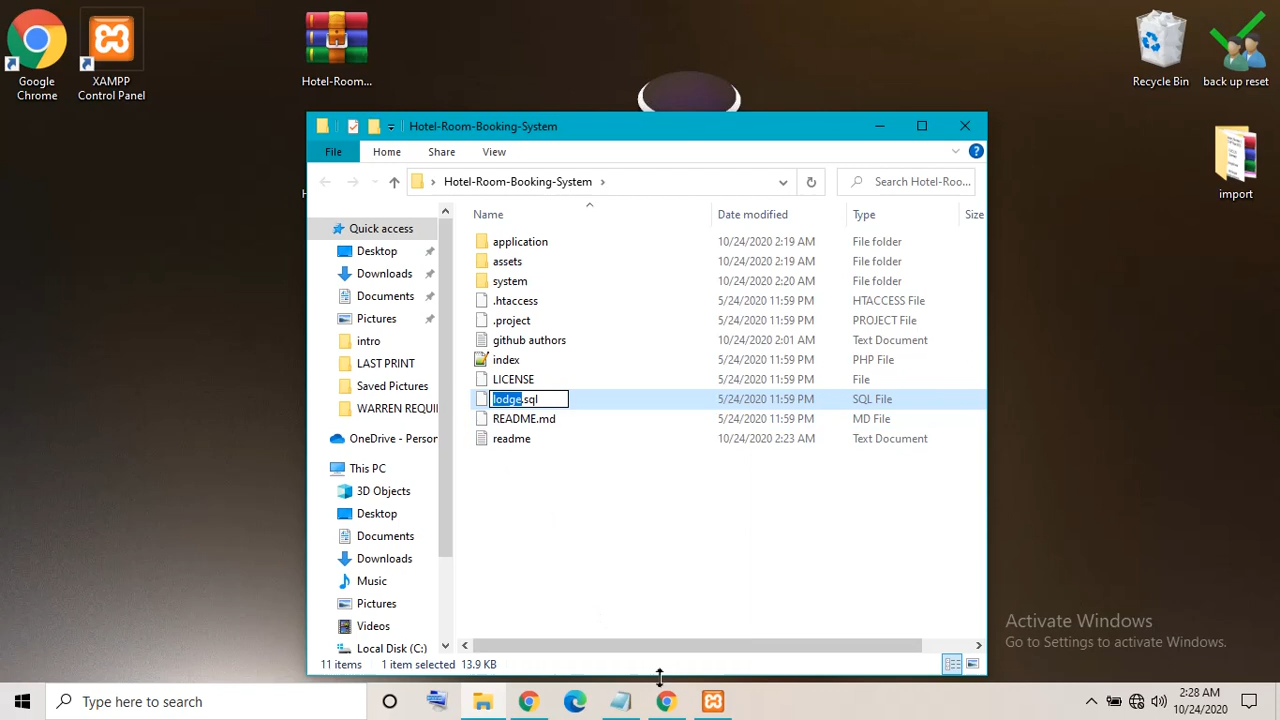 Google
Chrome
XAMPP
Control Panel
Hotel-Room...
Recycle Bin
back up reset
import
Hotel-Room-Booking-System
File
Home
Share
View
Hotel-Room-Booking-System
Search Hotel-Roo...
Name
Date modified
Type
Size
Quick access
Desktop
Downloads
Documents
Pictures
intro
LAST PRINT
Saved Pictures
WARREN REQUI
OneDrive - Person
This PC
3D Objects
Desktop
Documents
Downloads
Music
Pictures
Videos
Local Disk (C:)
application 10/24/2020 2:19 AM File folder
assets 10/24/2020 2:19 AM File folder
system 10/24/2020 2:20 AM File folder
.htaccess 5/24/2020 11:59 PM HTACCESS File
.project 5/24/2020 11:59 PM PROJECT File
github authors 10/24/2020 2:01 AM Text Document
index 5/24/2020 11:59 PM PHP File
LICENSE 5/24/2020 11:59 PM File
lodge.sql 5/24/2020 11:59 PM SQL File
README.md 5/24/2020 11:59 PM MD File
readme 10/24/2020 2:23 AM Text Document
11 items 1 item selected 13.9 KB
Activate Windows
Go to Settings to activate Windows.
Type here to search
2:28 AM
10/24/2020